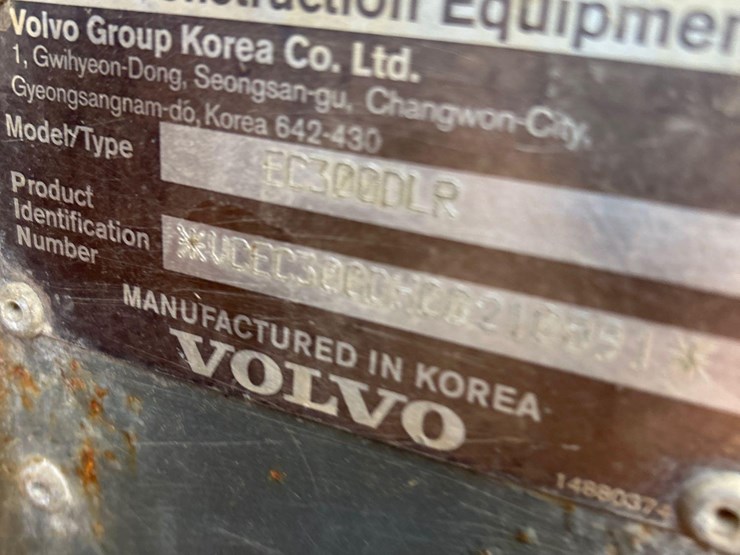 Construction Equipmen
Volvo Group Korea Co. Ltd.
1, Gwihyeon-Dong, Seongsan-gu, Changwon-City,
Gyeongsangnam-do, Korea 642-430
Model/Type
EC300DLR
Product
Identification
Number
MANUFACTURED IN KOREA
VOLVO